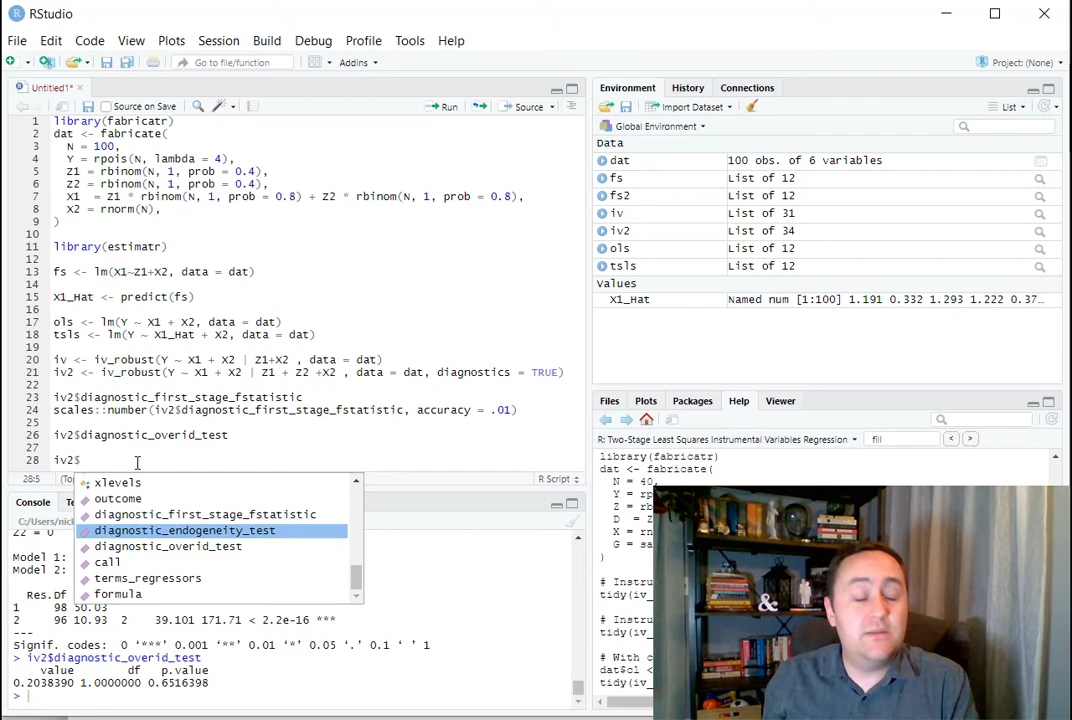 RStudio
File Edit Code View Plots Session Build Debug Profile Tools Help
Go to file/function Addins Project: (None)
Untitled1*
Source on Save Run Source
1 library(fabricatr)
2 dat <- fabricate(
3 N = 100,
4 Y = rpois(N, lambda = 4),
5 Z1 = rbinom(N, 1, prob = 0.4),
6 Z2 = rbinom(N, 1, prob = 0.4),
7 X1 = Z1 * rbinom(N, 1, prob = 0.8) + Z2 * rbinom(N, 1, prob = 0.8),
8 X2 = rnorm(N),
9 )
10
11 library(estimatr)
12
13 fs <- lm(X1~Z1+X2, data = dat)
14
15 X1_Hat <- predict(fs)
16
17 ols <- lm(Y ~ X1 + X2, data = dat)
18 tsls <- lm(Y ~ X1_Hat + X2, data = dat)
19
20 iv <- iv_robust(Y ~ X1 + X2 | Z1+X2 , data = dat)
21 iv2 <- iv_robust(Y ~ X1 + X2 | Z1 + Z2 +X2 , data = dat, diagnostics = TRUE)
22
23 iv2$diagnostic_first_stage_fstatistic
24 scales::number(iv2$diagnostic_first_stage_fstatistic, accuracy = .01)
25
26 iv2$diagnostic_overid_test
27
28 iv2$
28:5 (To R Script
xlevels
outcome
diagnostic_first_stage_fstatistic
diagnostic_endogeneity_test
diagnostic_overid_test
call
terms_regressors
formula
Console Te
C:/Users/nick
Z2 = 0
Model 1:
Model 2:
Res.Df
1 98 50.03
2 96 10.93 2 39.101 171.71 < 2.2e-16 ***
---
Signif. codes: 0 '***' 0.001 '**' 0.01 '*' 0.05 '.' 0.1 ' ' 1
> iv2$diagnostic_overid_test
value df p.value
0.2038390 1.0000000 0.6516398
>
Environment History Connections
Import Dataset List
Global Environment
Data
dat 100 obs. of 6 variables
fs List of 12
fs2 List of 12
iv List of 31
iv2 List of 34
ols List of 12
tsls List of 12
Values
X1_Hat Named num [1:100] 1.191 0.332 1.293 1.222 0.37…
Files Plots Packages Help Viewer
R: Two-Stage Least Squares Instrumental Variables Regression fill
library(fabricatr)
dat <- fabricate(
N = 40,
Y = rpo
Z = rb
D = Z
X = rn
G = sa
)
# Instru
tidy(iv_
# Instru
tidy(iv_
# With c
dat$cl <
tidy(iv_
&